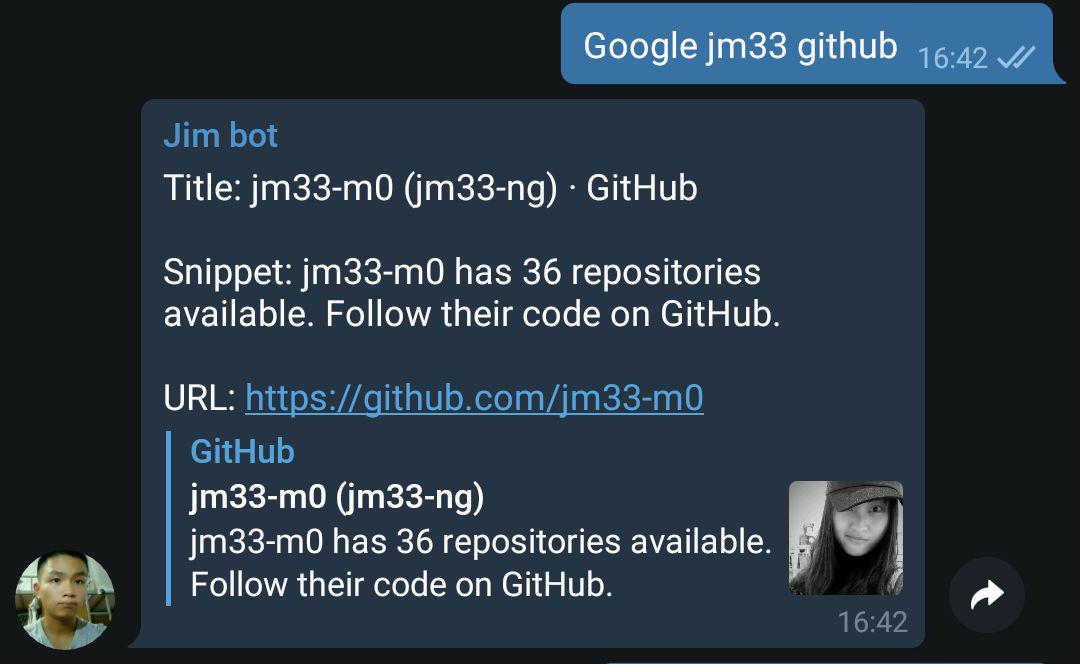 Google jm33 github 16:42
Jim bot
Title: jm33-m0 (jm33-ng) · GitHub
Snippet: jm33-m0 has 36 repositories
available. Follow their code on GitHub.
URL: https://github.com/jm33-m0
GitHub
jm33-m0 (jm33-ng)
jm33-m0 has 36 repositories available.
Follow their code on GitHub.
16:42